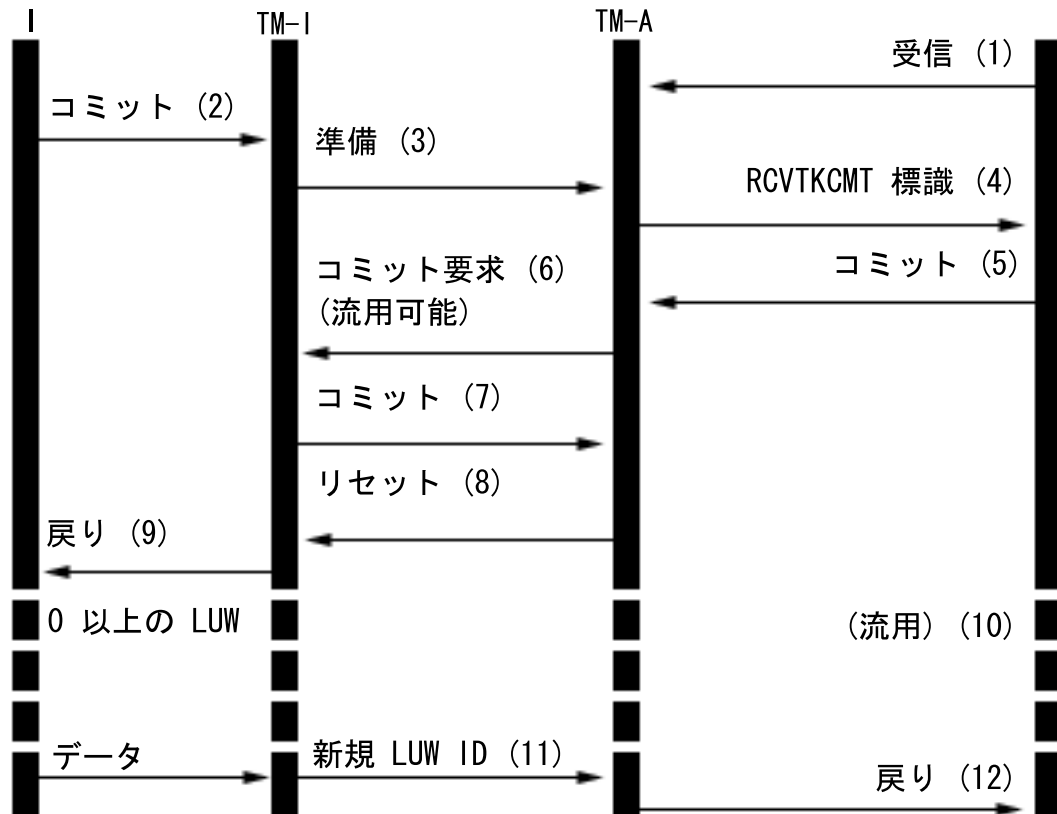 I
TM-I
TM-A
受信 (1)
コミット (2)
準備 (3)
RCVTKCMT 標識 (4)
コミット (5)
コミット要求 (6)
(流用可能)
コミット (7)
リセット (8)
戻り (9)
0 以上の LUW
(流用) (10)
データ
新規 LUW ID (11)
戻り (12)